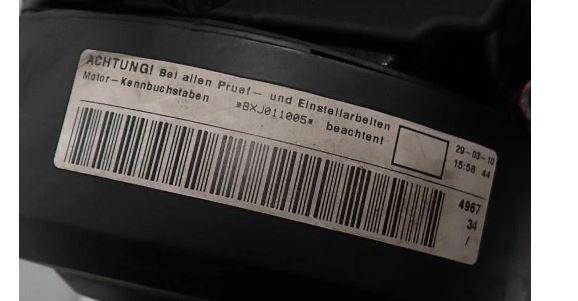 ACHTUNG! Bei allen Pruef- und Einstellarbeiten
Motor-Kennbuchstaben *BXJ011005* beachten!
29-03-10
15:58 44
4967
34
/